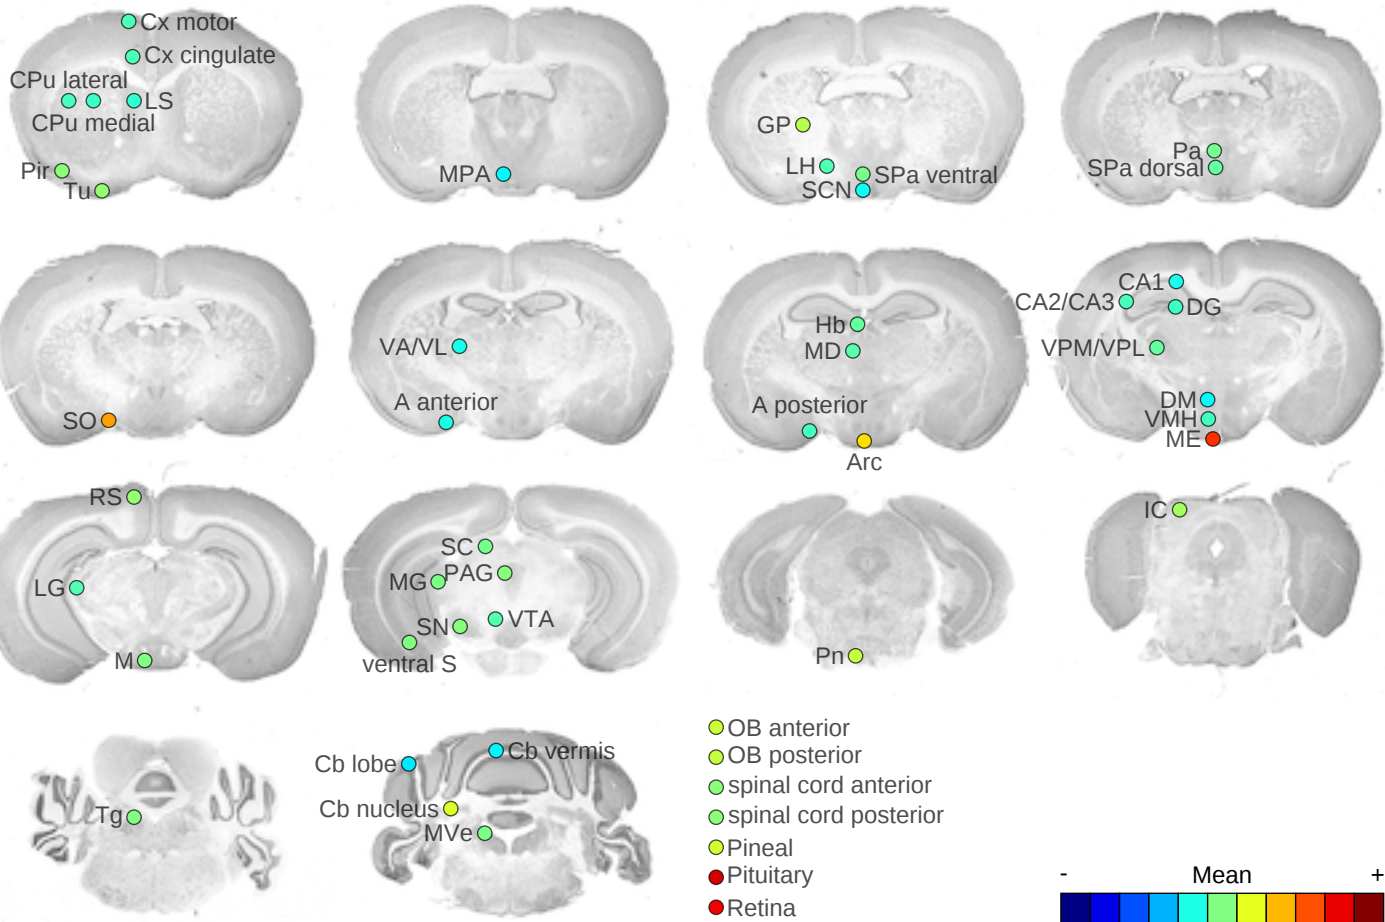 Cx motor
Cx cingulate
CPu lateral
LS
CPu medial
Pir
Tu
MPA
GP
LH
SPa ventral
SCN
Pa
SPa dorsal
SO
VA/VL
A anterior
Hb
MD
A posterior
Arc
CA1
CA2/CA3
DG
VPM/VPL
DM
VMH
ME
RS
LG
M
SC
MG
PAG
SN
VTA
ventral S
Pn
IC
Tg
Cb lobe
Cb vermis
Cb nucleus
MVe
OB anterior
OB posterior
spinal cord anterior
spinal cord posterior
Pineal
Pituitary
Retina
- Mean +